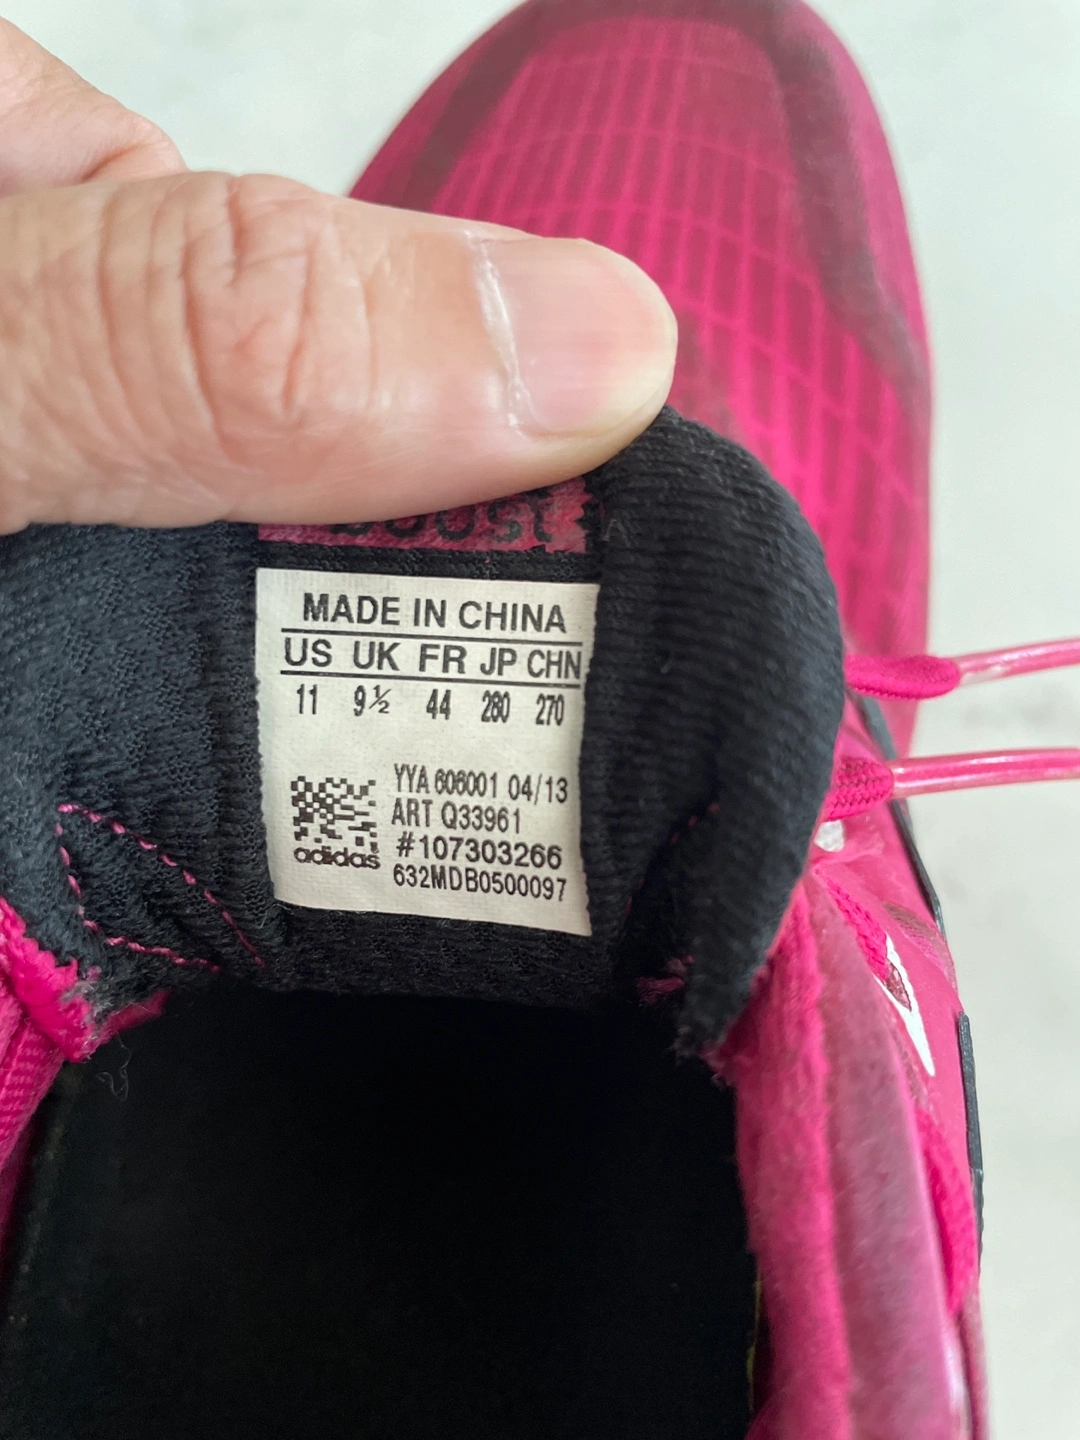 boost
MADE IN CHINA
US UK FR JP CHN
11 9½ 44 280 270
YYA 606001 04/13
ART Q33961
#107303266
632MDB0500097
adidas